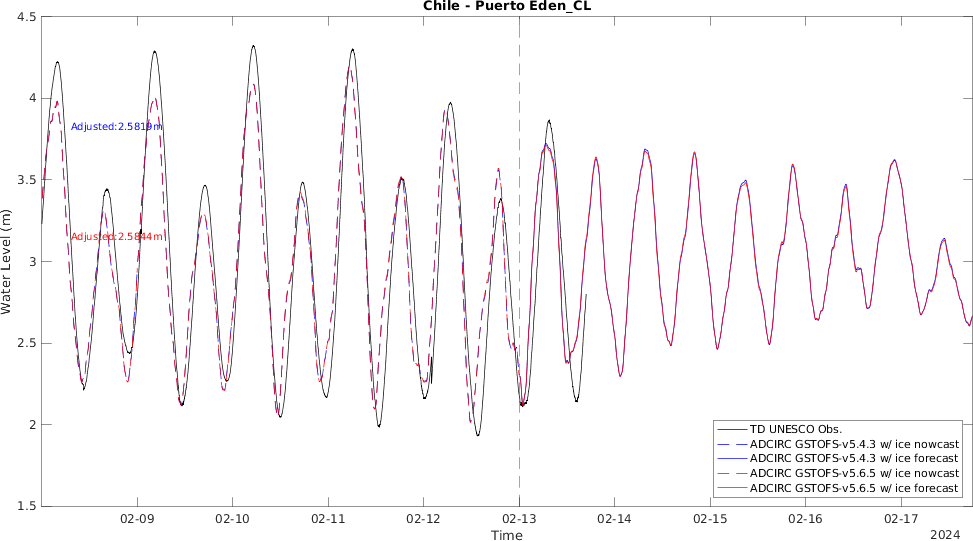 Chile - Puerto Eden_CL
4.5
4
3.5
3
2.5
2
1.5
Water Level (m)
Adjusted:2.5819m
Adjusted:2.5844m
TD UNESCO Obs.
ADCIRC GSTOFS-v5.4.3 w/ ice nowcast
ADCIRC GSTOFS-v5.4.3 w/ ice forecast
ADCIRC GSTOFS-v5.6.5 w/ ice nowcast
ADCIRC GSTOFS-v5.6.5 w/ ice forecast
02-09 02-10 02-11 02-12 02-13 02-14 02-15 02-16 02-17
Time
2024